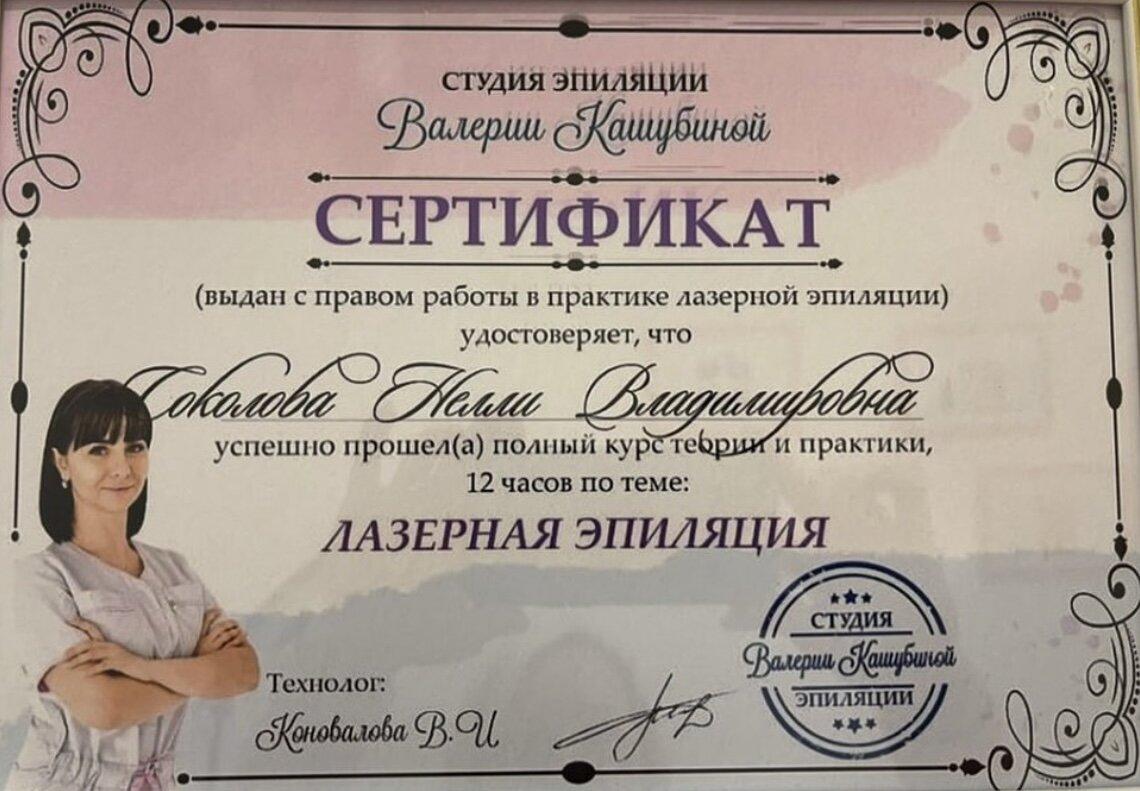 СТУДИЯ ЭПИЛЯЦИИ
Валерии Кашубиной
СЕРТИФИКАТ
(выдан с правом работы в практике лазерной эпиляции)
удостоверяет, что
Соколова Нелли Владимировна
успешно прошел(а) полный курс теории и практики,
12 часов по теме:
ЛАЗЕРНАЯ ЭПИЛЯЦИЯ
Технолог:
Коновалова В.И
СТУДИЯ
Валерии Кашубиной
ЭПИЛЯЦИИ